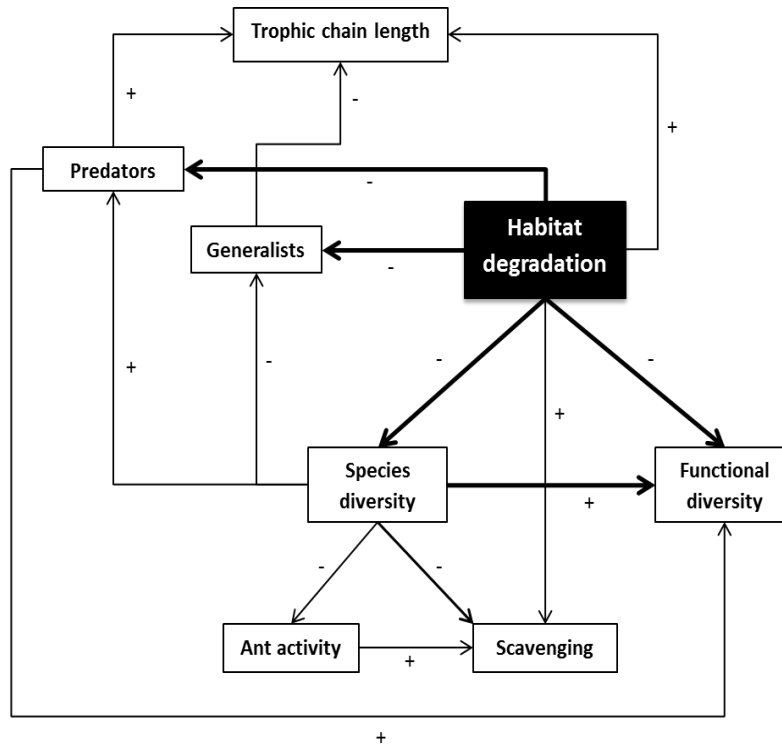 Trophic chain length
+
-
+
Predators
-
Habitat
degradation
Generalists
-
+
-
-
-
+
Species
diversity
+
Functional
diversity
-
-
Ant activity
+
Scavenging
+